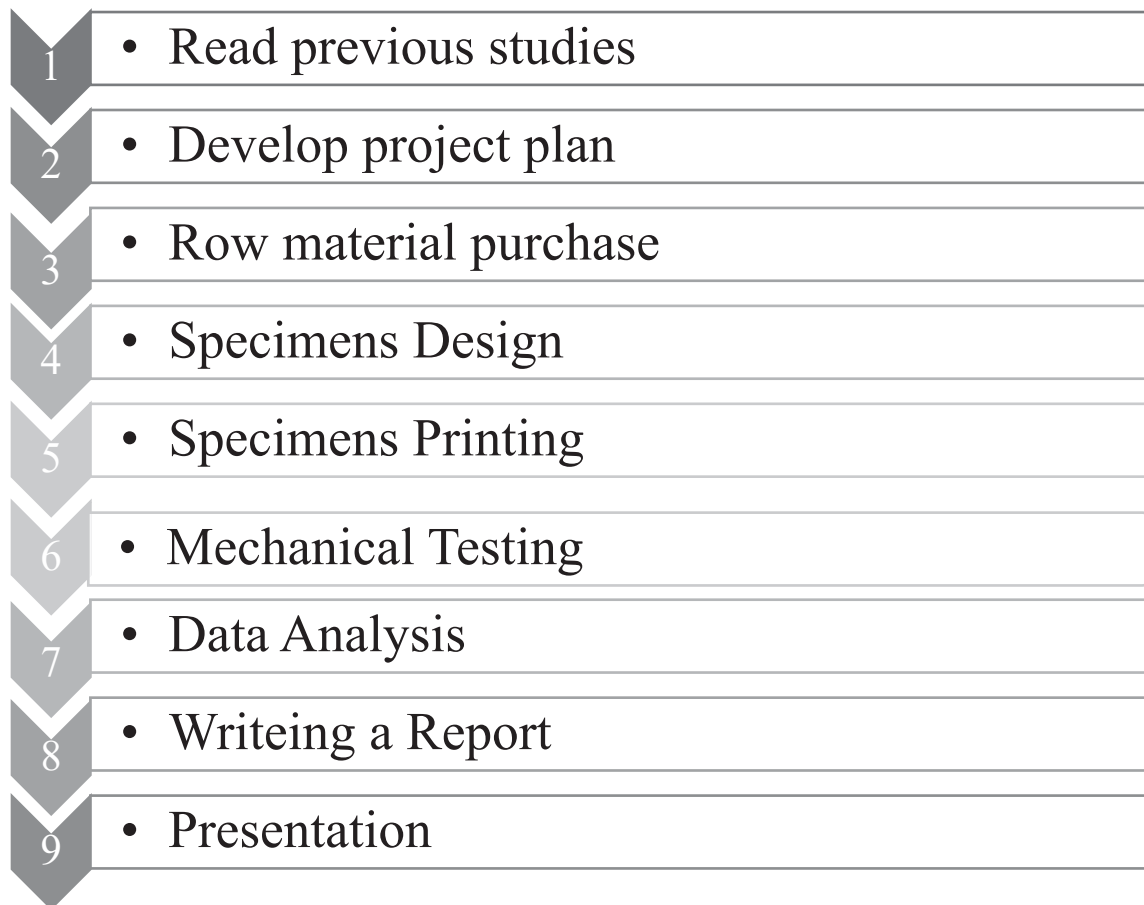 1 • Read previous studies
2 • Develop project plan
3 • Row material purchase
4 • Specimens Design
5 • Specimens Printing
6 • Mechanical Testing
7 • Data Analysis
8 • Writeing a Report
9 • Presentation